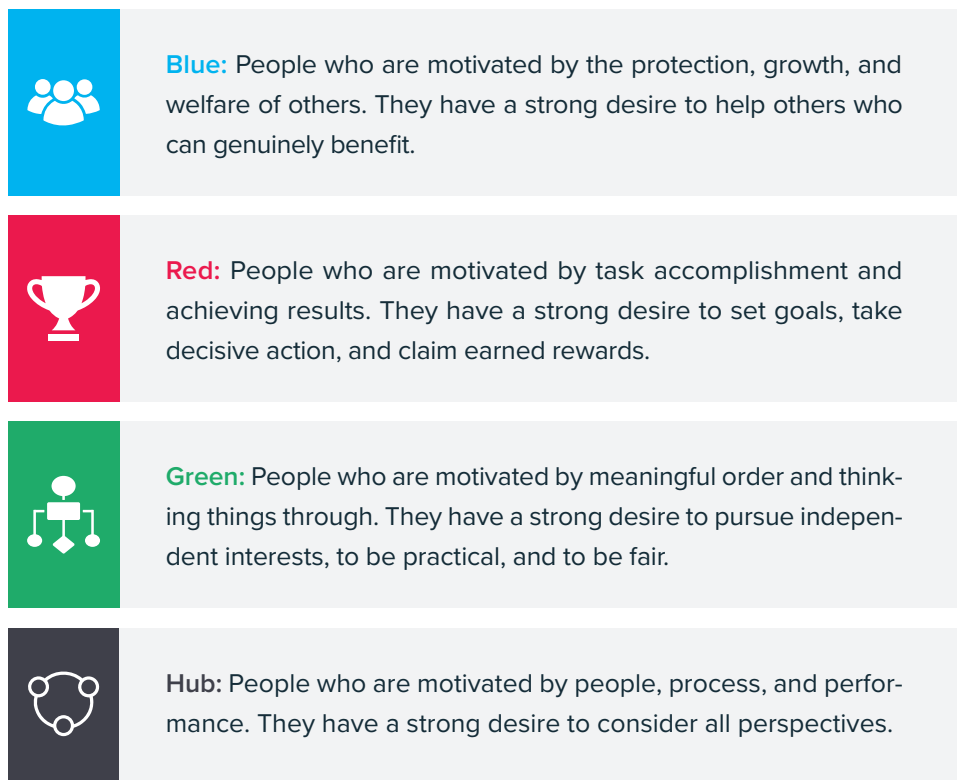 Blue: People who are motivated by the protection, growth, and
welfare of others. They have a strong desire to help others who
can genuinely benefit.
Red: People who are motivated by task accomplishment and
achieving results. They have a strong desire to set goals, take
decisive action, and claim earned rewards.
Green: People who are motivated by meaningful order and think-
ing things through. They have a strong desire to pursue indepen-
dent interests, to be practical, and to be fair.
Hub: People who are motivated by people, process, and perfor-
mance. They have a strong desire to consider all perspectives.